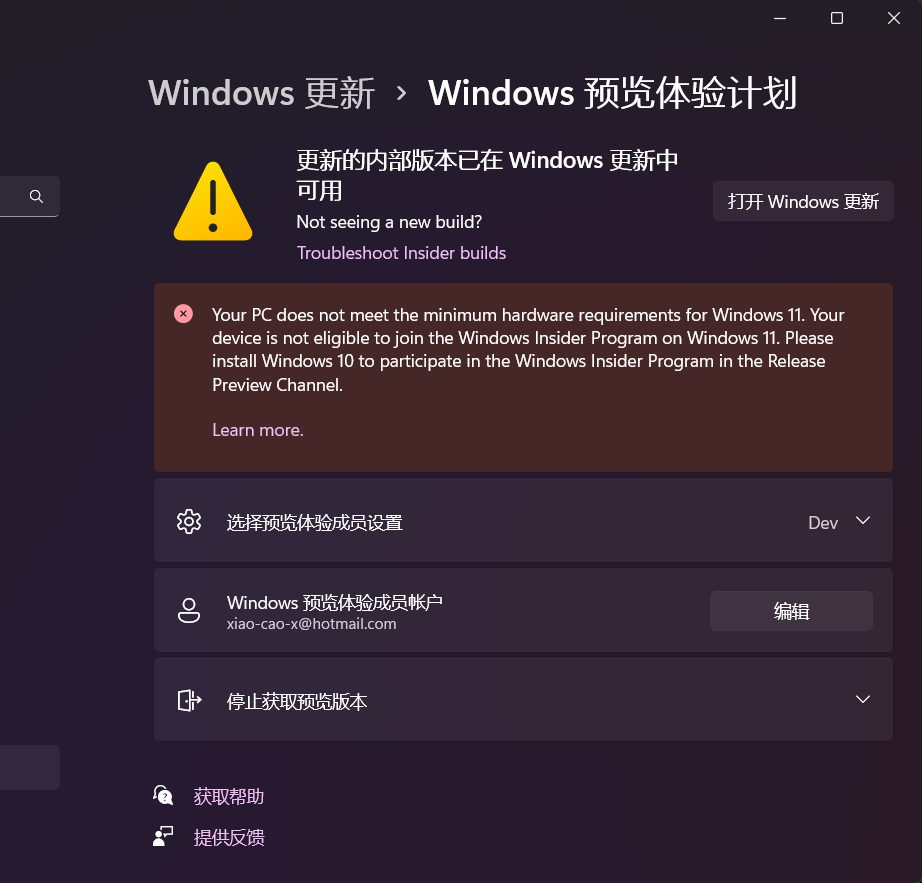 Windows 更新 › Windows 预览体验计划
更新的内部版本已在 Windows 更新中
可用
Not seeing a new build?
Troubleshoot Insider builds
打开 Windows 更新
Your PC does not meet the minimum hardware requirements for Windows 11. Your
device is not eligible to join the Windows Insider Program on Windows 11. Please
install Windows 10 to participate in the Windows Insider Program in the Release
Preview Channel.
Learn more.
选择预览体验成员设置
Dev
Windows 预览体验成员帐户
xiao-cao-x@hotmail.com
编辑
停止获取预览版本
获取帮助
提供反馈